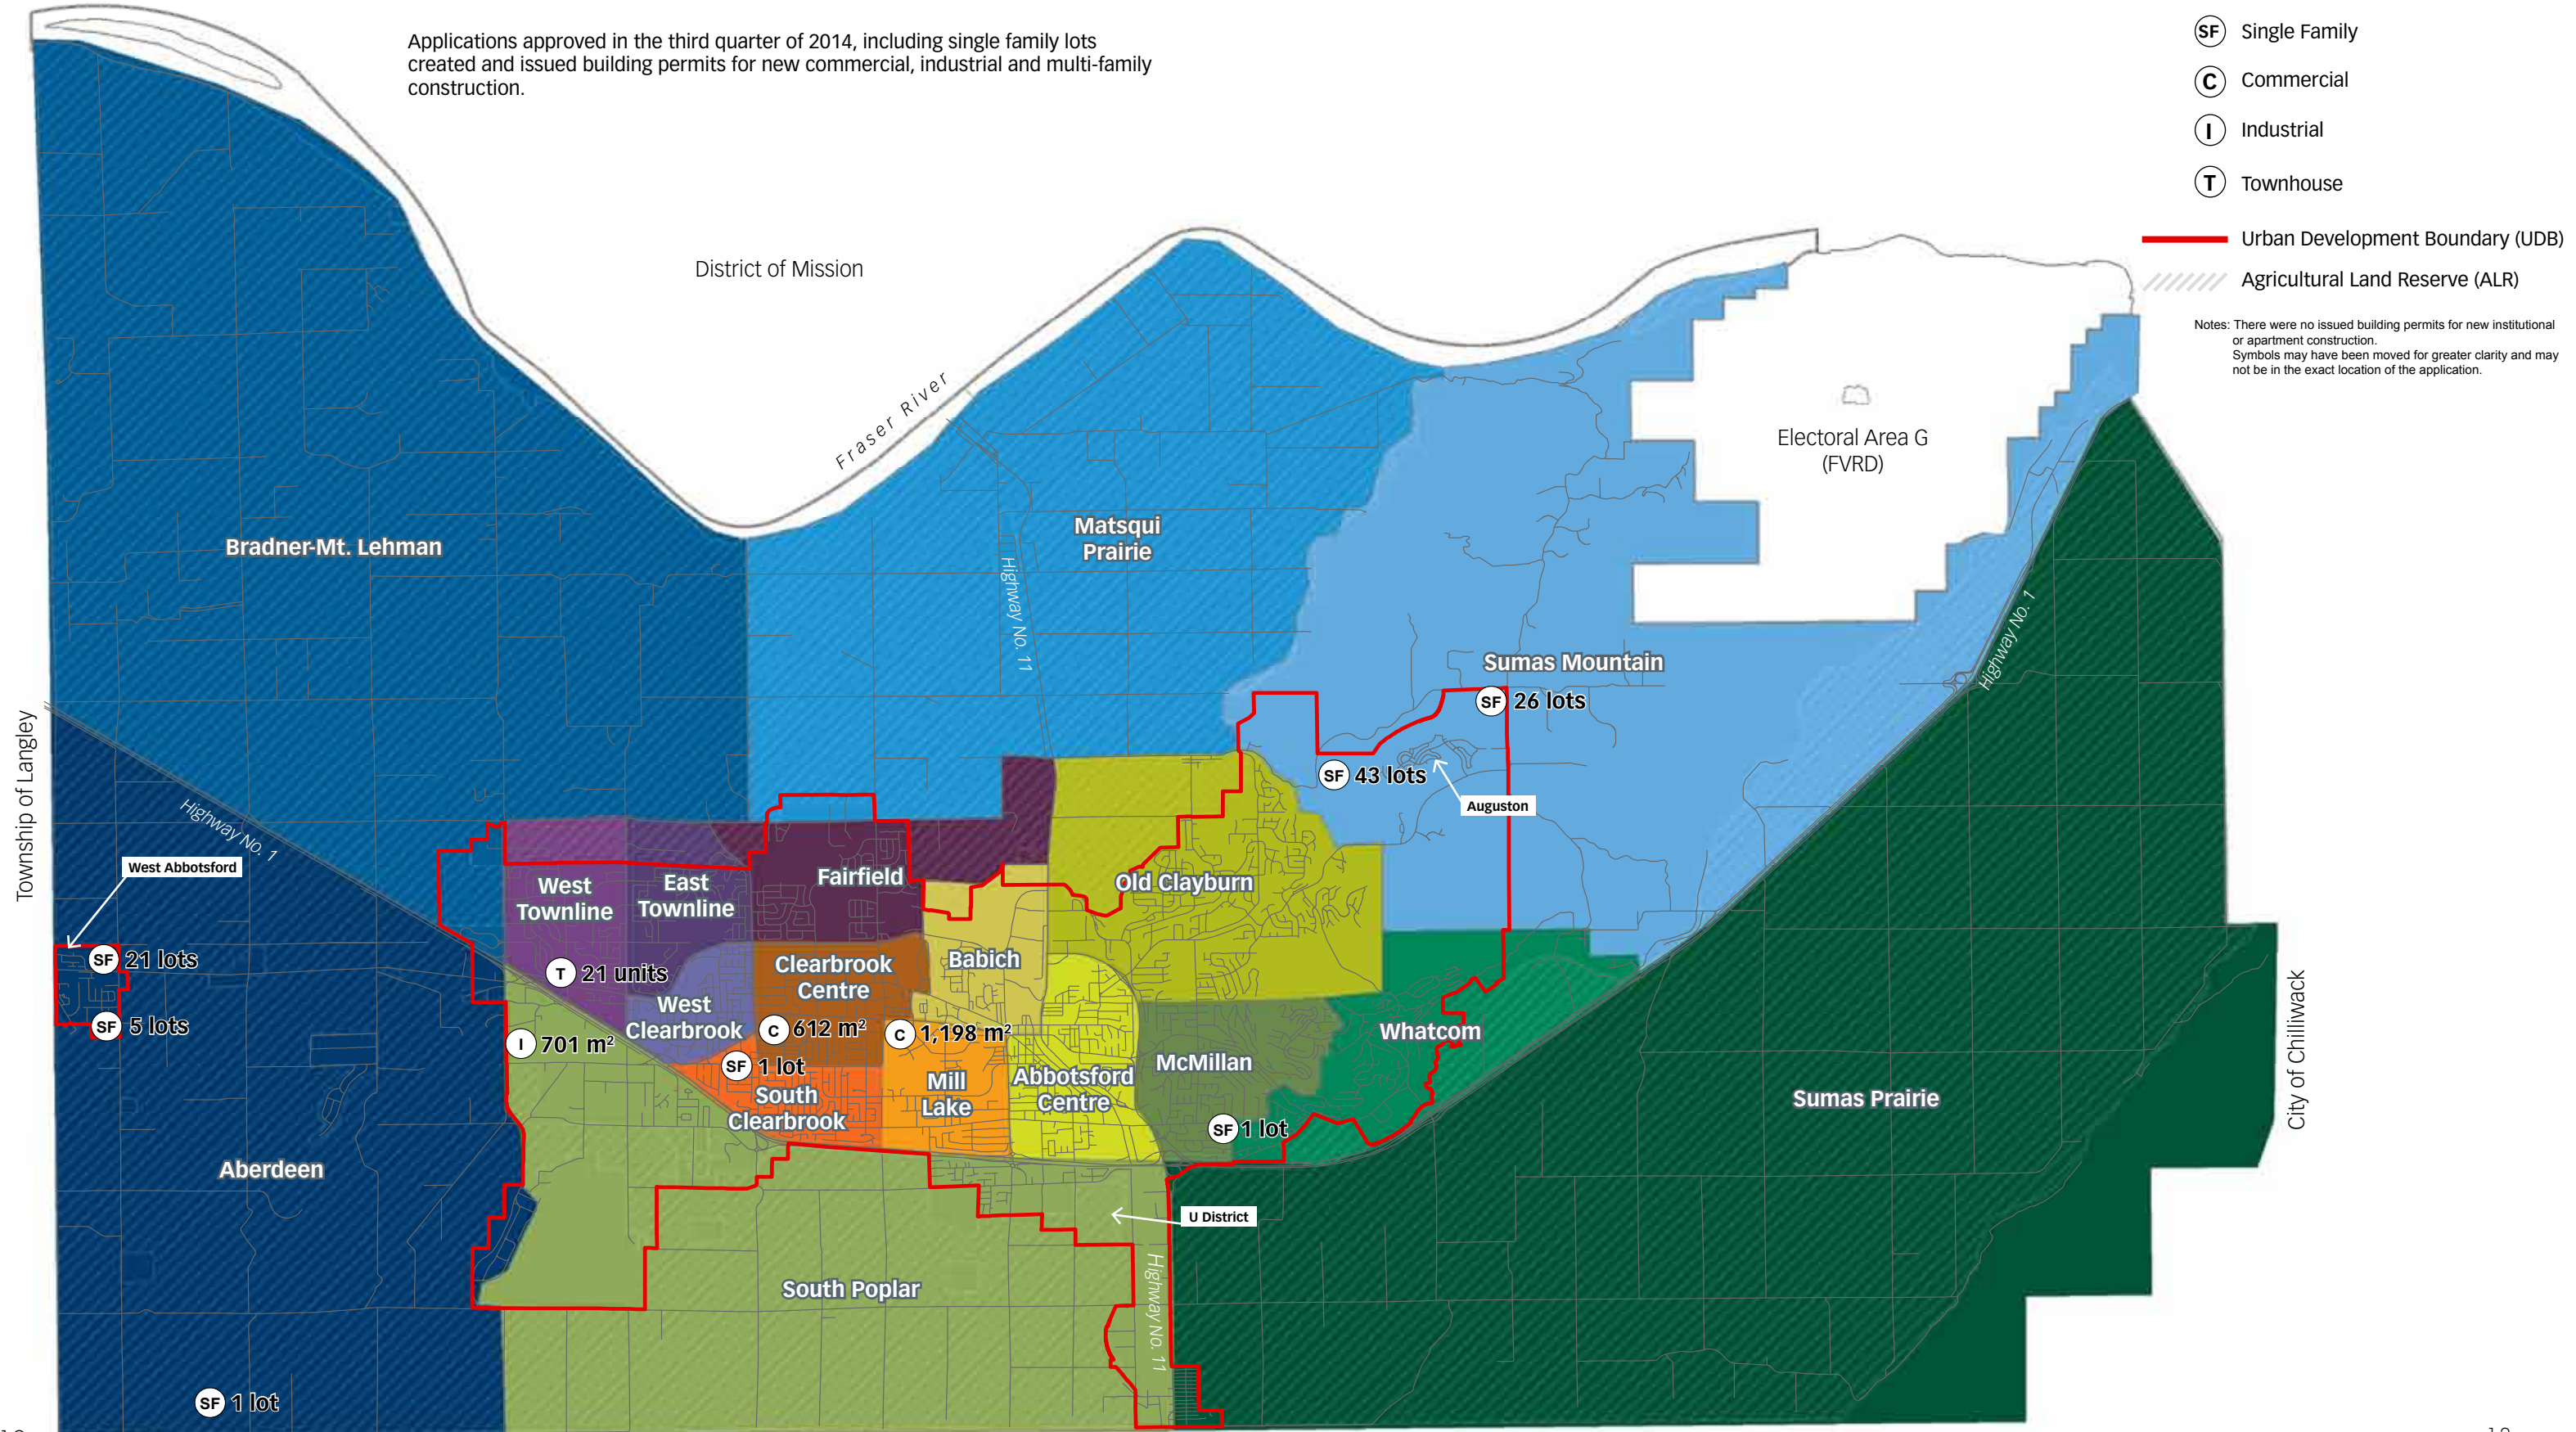 Applications approved in the third quarter of 2014, including single family lots
created and issued building permits for new commercial, industrial and multi-family
construction.
SF Single Family
C Commercial
I Industrial
T Townhouse
Urban Development Boundary (UDB)
Agricultural Land Reserve (ALR)
Notes: There were no issued building permits for new institutional
or apartment construction.
Symbols may have been moved for greater clarity and may
not be in the exact location of the application.
District of Mission
Fraser River
Electoral Area G
(FVRD)
Matsqui
Prairie
Bradner-Mt. Lehman
Highway No. 11
Highway No. 1
Sumas Mountain
SF 26 lots
SF 43 lots
Auguston
Township of Langley
Highway No. 1
West Abbotsford
SF 21 lots
SF 5 lots
West
Townline
East
Townline
Fairfield
Old Clayburn
T 21 units
West
Clearbrook
Clearbrook
Centre
Babich
I 701 m²
C 612 m²
C 1,198 m²
SF 1 lot
South
Clearbrook
Mill
Lake
Abbotsford
Centre
McMillan
Whatcom
SF 1 lot
Sumas Prairie
City of Chilliwack
Aberdeen
U District
South Poplar
Highway No. 11
SF 1 lot